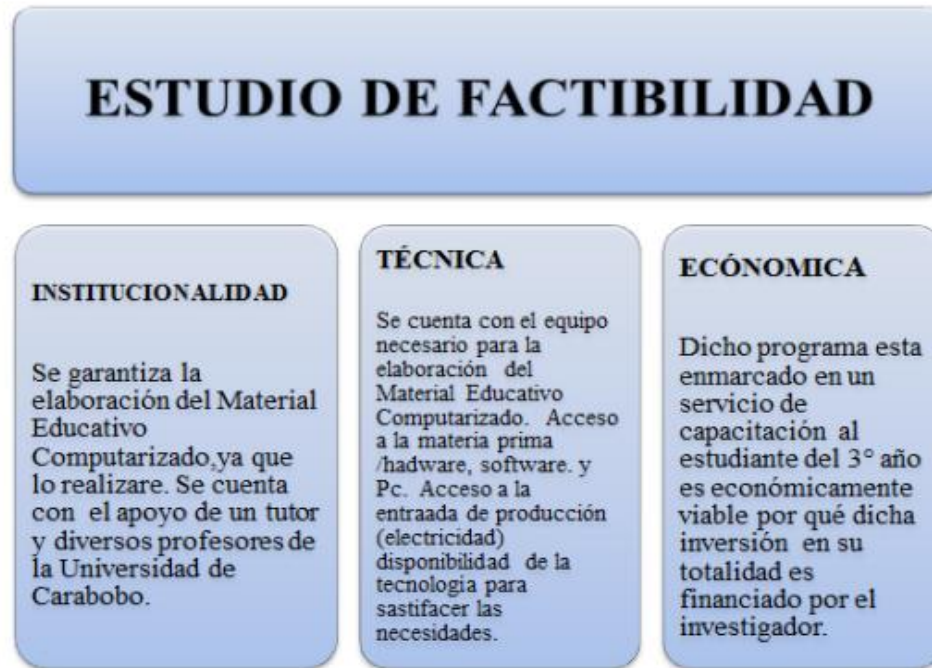 ESTUDIO DE FACTIBILIDAD
INSTITUCIONALIDAD
Se garantiza la
elaboración del Material
Educativo
Computarizado,ya que
lo realizare. Se cuenta
con el apoyo de un tutor
y diversos profesores de
la Universidad de
Carabobo.
TÉCNICA
Se cuenta con el equipo
necesario para la
elaboración del
Material Educativo
Computarizado. Acceso
a la materia prima
/hadware, software. y
Pc. Acceso a la
entraada de producción
(electricidad)
disponibilidad de la
tecnologia para
sastifacer las
necesidades.
ECÓNOMICA
Dicho programa esta
enmarcado en un
servicio de
capacitación al
estudiante del 3° año
es económicamente
viable por qué dicha
inversión en su
totalidad es
financiado por el
investigador.